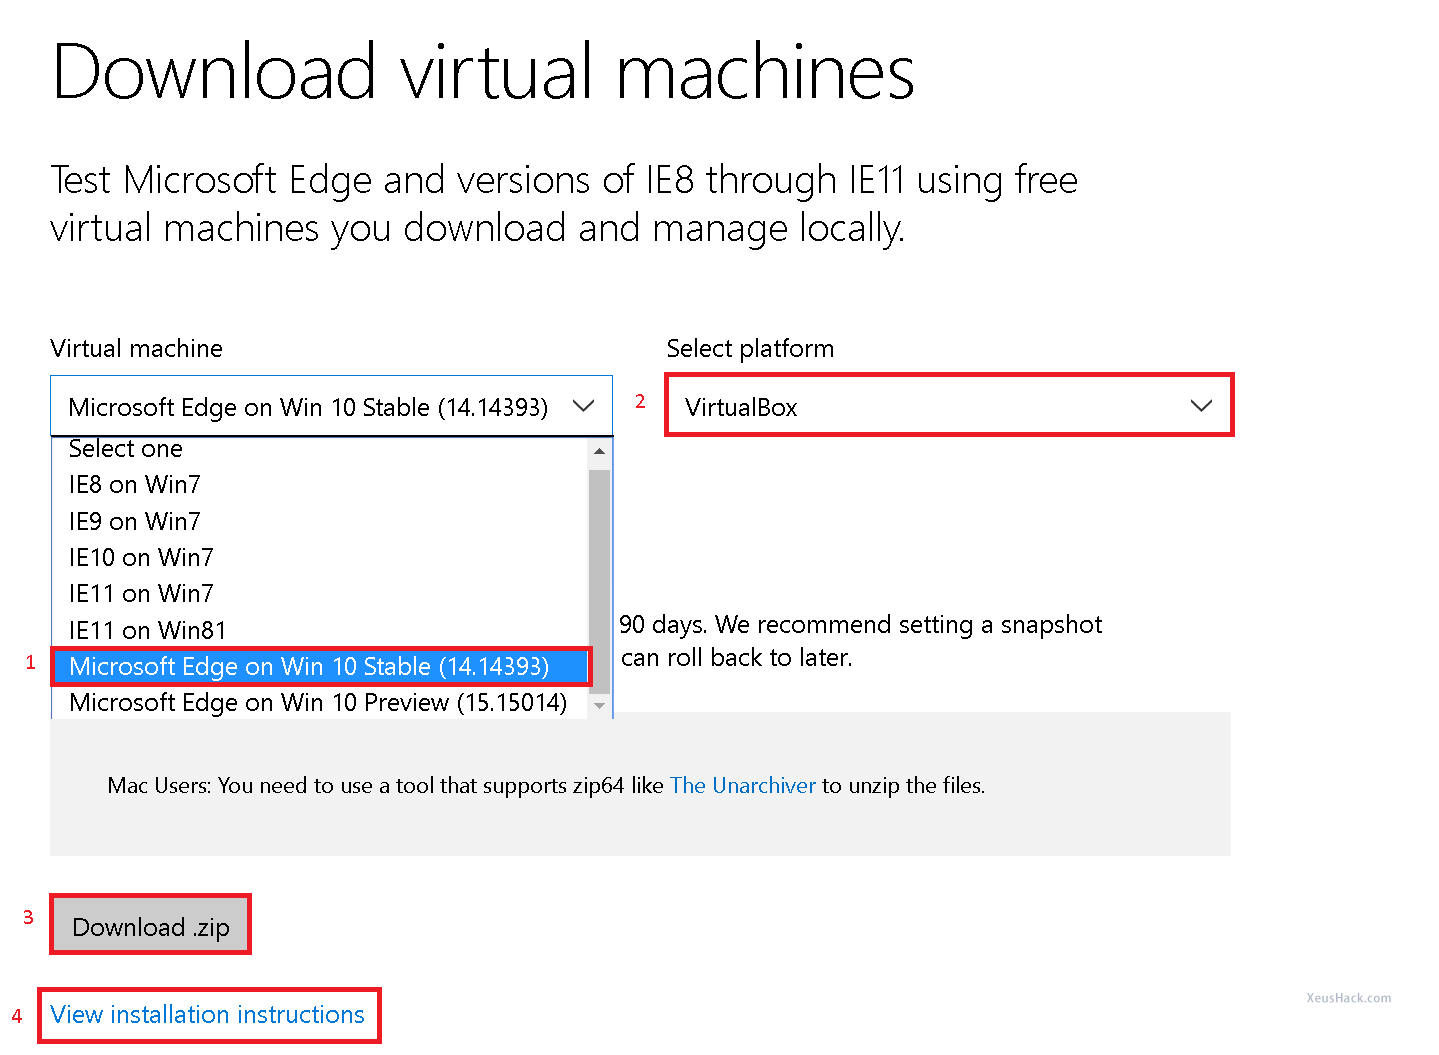 Download virtual machines
Test Microsoft Edge and versions of IE8 through IE11 using free
virtual machines you download and manage locally.
Virtual machine
Select platform
Microsoft Edge on Win 10 Stable (14.14393)
2
VirtualBox
Select one
IE8 on Win7
IE9 on Win7
IE10 on Win7
IE11 on Win7
IE11 on Win81
90 days. We recommend setting a snapshot
can roll back to later.
1
Microsoft Edge on Win 10 Stable (14.14393)
Microsoft Edge on Win 10 Preview (15.15014)
Mac Users: You need to use a tool that supports zip64 like The Unarchiver to unzip the files.
3
Download .zip
4
View installation instructions
XeusHack.com